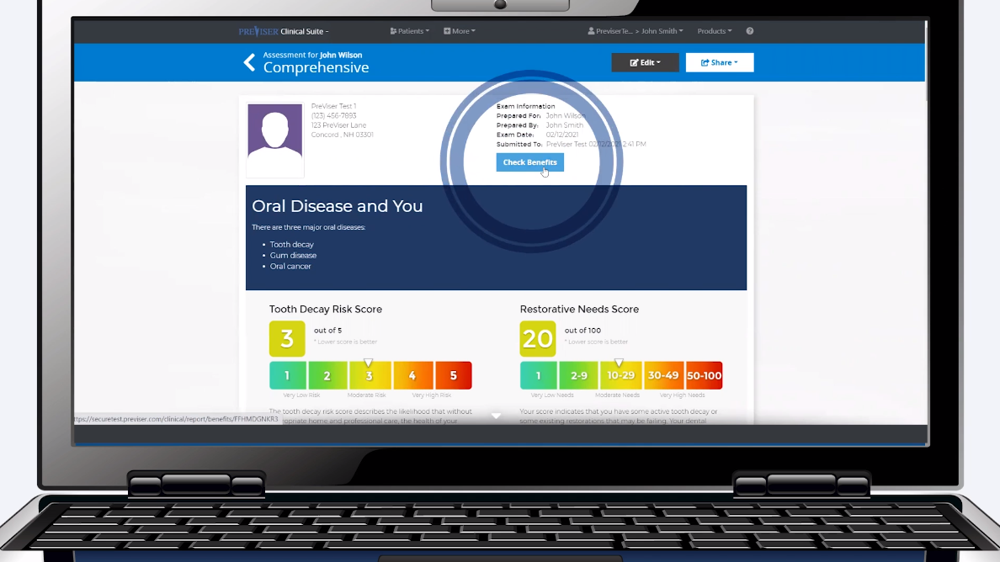 PREVISER Clinical Suite -
Patients
More
PreviserTe... > John Smith
Products
Assessment for John Wilson
Comprehensive
Edit
Share
PreViser Test 1
(123) 456-7893
123 PreViser Lane
Concord , NH 03301
Exam Information
Prepared For: John Wilson
Prepared By: John Smith
Exam Date: 02/12/2021
Submitted To: PreViser Test 02/12/2021 2:41 PM
Check Benefits
Oral Disease and You
There are three major oral diseases:
• Tooth decay
• Gum disease
• Oral cancer
Tooth Decay Risk Score
3
out of 5
* Lower score is better
1 2 3 4 5
Very Low Risk Moderate Risk Very High Risk
The tooth decay risk score describes the likelihood that without
appropriate home and professional care, the health of your
Restorative Needs Score
20
out of 100
* Lower score is better
1 2-9 10-29 30-49 50-100
Very Low Needs Moderate Needs Very High Needs
Your score indicates that you have some active tooth decay or
some existing restorations that may be failing. Your dental
ttps://securetest.previser.com/clinical/report/benefits/FFHMDGNKR3